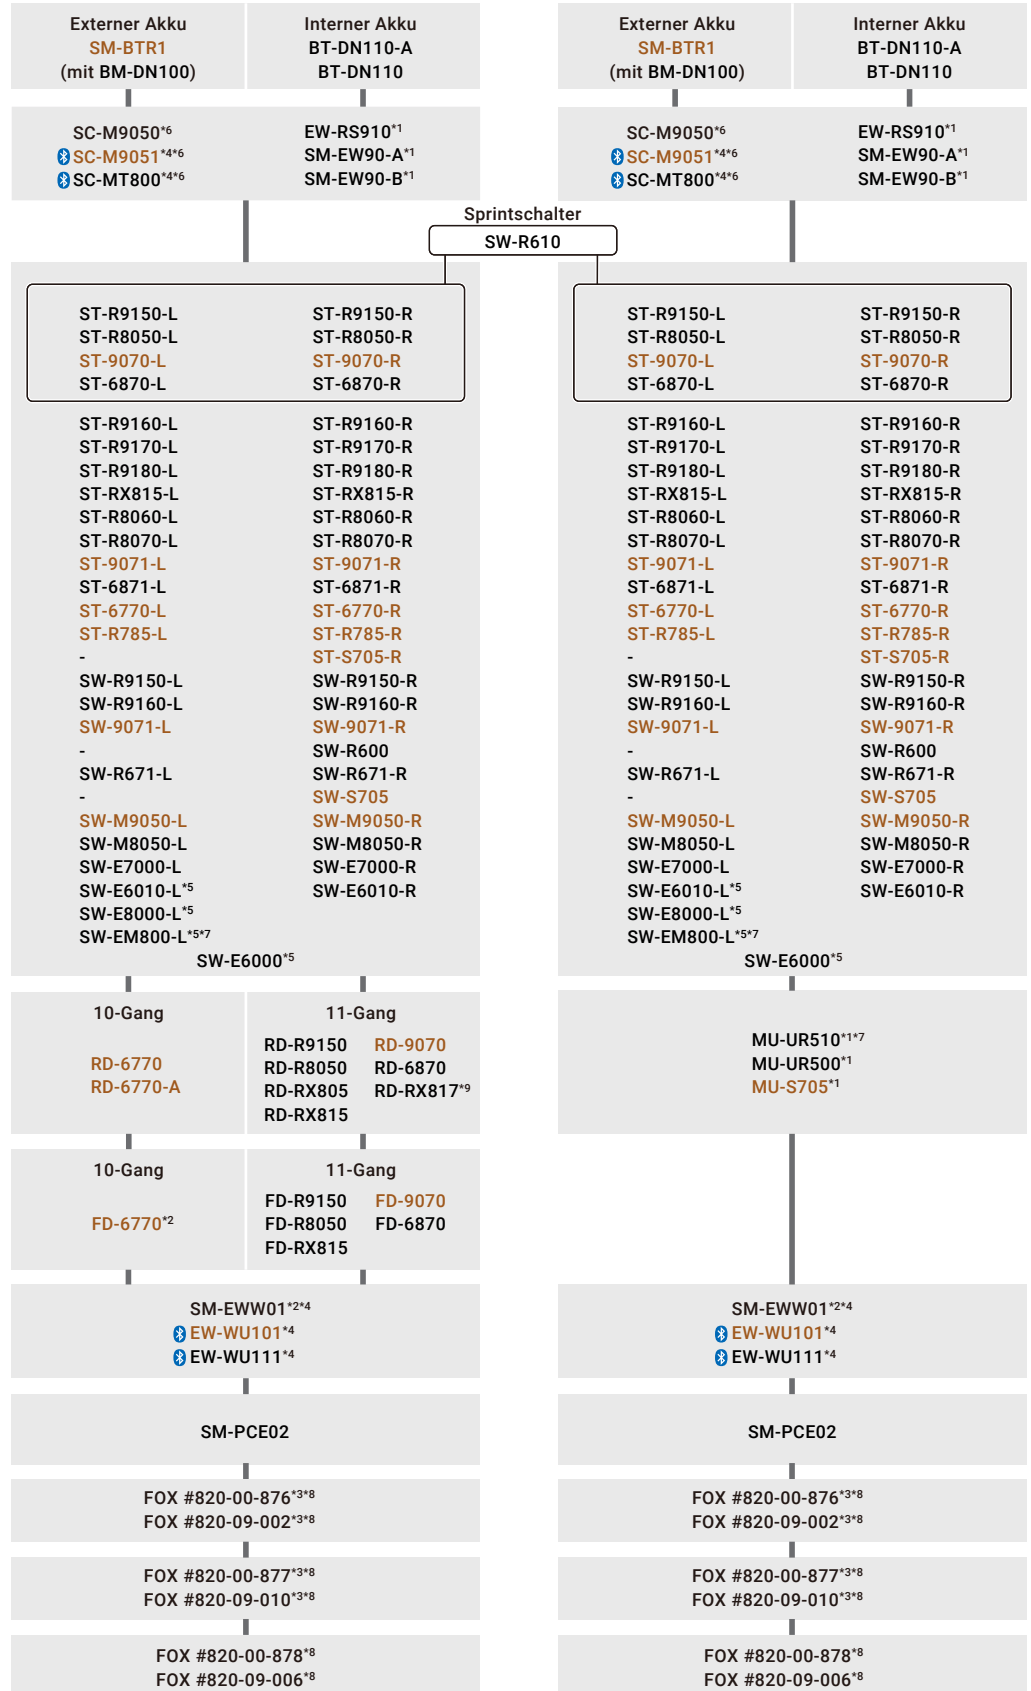 Externer Akku
SM-BTR1
(mit BM-DN100)
Interner Akku
BT-DN110-A
BT-DN110
SC-M9050*6
SC-M9051*4*6
SC-MT800*4*6
EW-RS910*1
SM-EW90-A*1
SM-EW90-B*1
Externer Akku
SM-BTR1
(mit BM-DN100)
Interner Akku
BT-DN110-A
BT-DN110
SC-M9050*6
SC-M9051*4*6
SC-MT800*4*6
EW-RS910*1
SM-EW90-A*1
SM-EW90-B*1
Sprintschalter
SW-R610
ST-R9150-L ST-R9150-R
ST-R8050-L ST-R8050-R
ST-9070-L ST-9070-R
ST-6870-L ST-6870-R
ST-R9160-L ST-R9160-R
ST-R9170-L ST-R9170-R
ST-R9180-L ST-R9180-R
ST-RX815-L ST-RX815-R
ST-R8060-L ST-R8060-R
ST-R8070-L ST-R8070-R
ST-9071-L ST-9071-R
ST-6871-L ST-6871-R
ST-6770-L ST-6770-R
ST-R785-L ST-R785-R
- ST-S705-R
SW-R9150-L SW-R9150-R
SW-R9160-L SW-R9160-R
SW-9071-L SW-9071-R
- SW-R600
SW-R671-L SW-R671-R
- SW-S705
SW-M9050-L SW-M9050-R
SW-M8050-L SW-M8050-R
SW-E7000-L SW-E7000-R
SW-E6010-L*5 SW-E6010-R
SW-E8000-L*5
SW-EM800-L*5*7
SW-E6000*5
10-Gang
RD-6770
RD-6770-A
11-Gang
RD-R9150 RD-9070
RD-R8050 RD-6870
RD-RX805 RD-RX817*9
RD-RX815
10-Gang
FD-6770*2
11-Gang
FD-R9150 FD-9070
FD-R8050 FD-6870
FD-RX815
SM-EWW01*2*4
EW-WU101*4
EW-WU111*4
SM-PCE02
FOX #820-00-876*3*8
FOX #820-09-002*3*8
FOX #820-00-877*3*8
FOX #820-09-010*3*8
FOX #820-00-878*8
FOX #820-09-006*8
ST-R9150-L ST-R9150-R
ST-R8050-L ST-R8050-R
ST-9070-L ST-9070-R
ST-6870-L ST-6870-R
ST-R9160-L ST-R9160-R
ST-R9170-L ST-R9170-R
ST-R9180-L ST-R9180-R
ST-RX815-L ST-RX815-R
ST-R8060-L ST-R8060-R
ST-R8070-L ST-R8070-R
ST-9071-L ST-9071-R
ST-6871-L ST-6871-R
ST-6770-L ST-6770-R
ST-R785-L ST-R785-R
- ST-S705-R
SW-R9150-L SW-R9150-R
SW-R9160-L SW-R9160-R
SW-9071-L SW-9071-R
- SW-R600
SW-R671-L SW-R671-R
- SW-S705
SW-M9050-L SW-M9050-R
SW-M8050-L SW-M8050-R
SW-E7000-L SW-E7000-R
SW-E6010-L*5 SW-E6010-R
SW-E8000-L*5
SW-EM800-L*5*7
SW-E6000*5
MU-UR510*1*7
MU-UR500*1
MU-S705*1
SM-EWW01*2*4
EW-WU101*4
EW-WU111*4
SM-PCE02
FOX #820-00-876*3*8
FOX #820-09-002*3*8
FOX #820-00-877*3*8
FOX #820-09-010*3*8
FOX #820-00-878*8
FOX #820-09-006*8